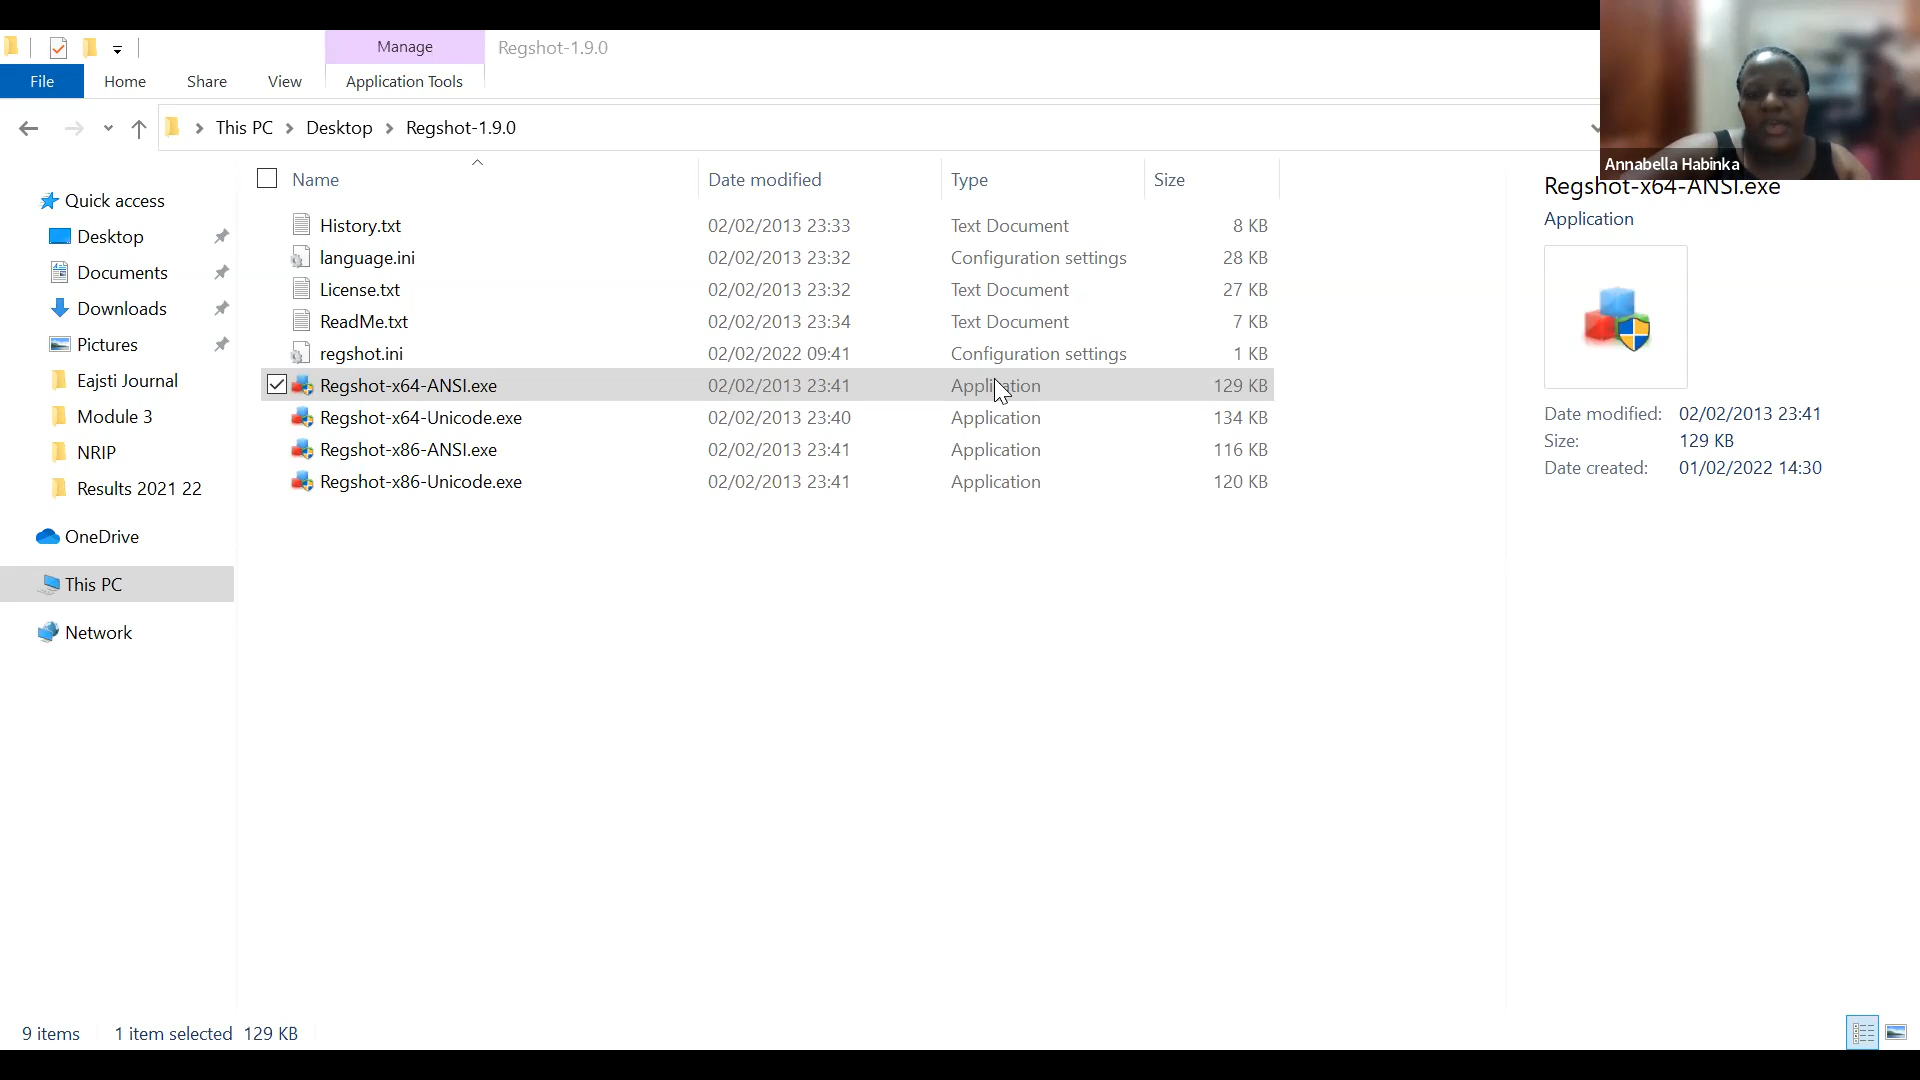 Manage
Regshot-1.9.0
File
Home
Share
View
Application Tools
This PC
Desktop
Regshot-1.9.0
Annabella Habinka
Name
Date modified
Type
Size
Regshot-x64-ANSI.exe
Application
Quick access
Desktop
Documents
Downloads
Pictures
Eajsti Journal
Module 3
NRIP
Results 2021 22
OneDrive
This PC
Network
History.txt 02/02/2013 23:33 Text Document 8 KB
language.ini 02/02/2013 23:32 Configuration settings 28 KB
License.txt 02/02/2013 23:32 Text Document 27 KB
ReadMe.txt 02/02/2013 23:34 Text Document 7 KB
regshot.ini 02/02/2022 09:41 Configuration settings 1 KB
Regshot-x64-ANSI.exe 02/02/2013 23:41 Application 129 KB
Regshot-x64-Unicode.exe 02/02/2013 23:40 Application 134 KB
Regshot-x86-ANSI.exe 02/02/2013 23:41 Application 116 KB
Regshot-x86-Unicode.exe 02/02/2013 23:41 Application 120 KB
Date modified: 02/02/2013 23:41
Size: 129 KB
Date created: 01/02/2022 14:30
9 items
1 item selected 129 KB